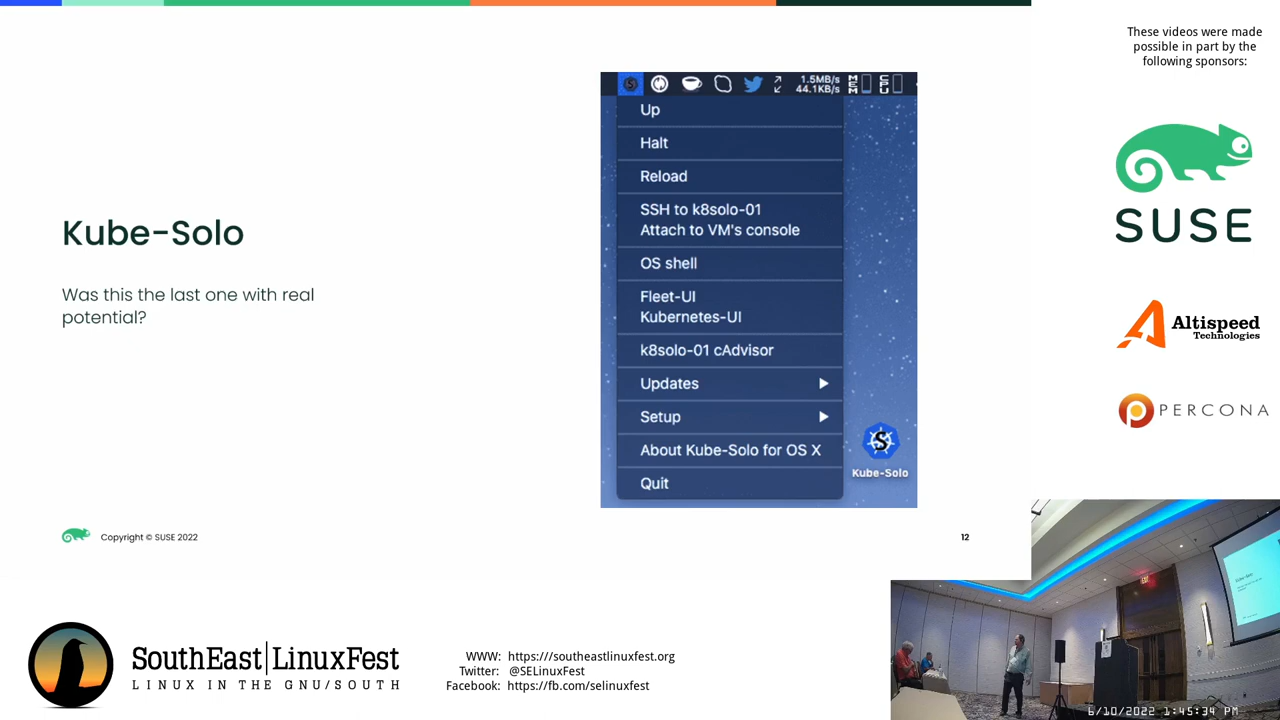 These videos were made
possible in part by the
following sponsors:
SUSE
Altispeed
Technologies
PERCONA
Kube-Solo
Was this the last one with real
potential?
1.5MB/s
44.1KB/s
MEM
CPU
Up
Halt
Reload
SSH to k8solo-01
Attach to VM's console
OS shell
Fleet-UI
Kubernetes-UI
k8solo-01 cAdvisor
Updates
Setup
About Kube-Solo for OS X
Quit
Kube-Solo
Copyright © SUSE 2022
12
SouthEast LinuxFest
LINUX IN THE GNU/SOUTH
WWW: https:///southeastlinuxfest.org
Twitter: @SELinuxFest
Facebook: https://fb.com/selinuxfest
6/10/2022 1:45:34 PM